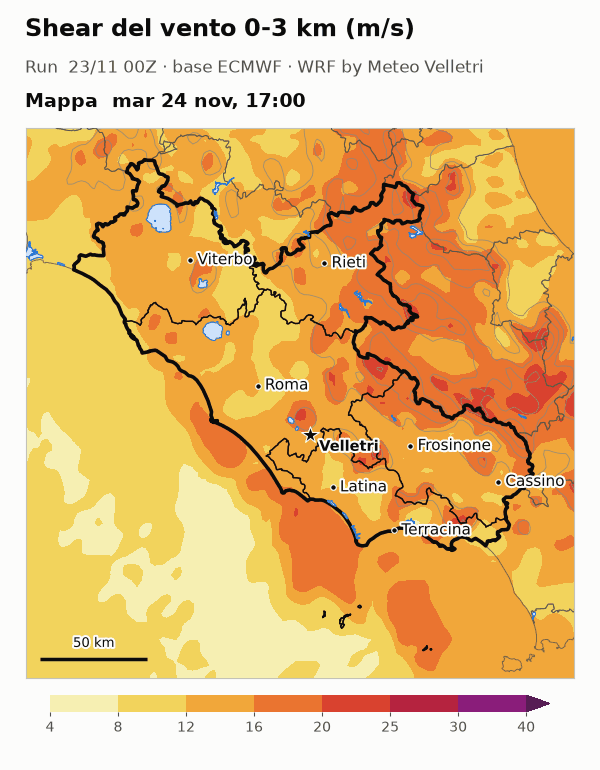 Shear del vento 0-3 km (m/s)
Run  23/11 00Z · base ECMWF · WRF by Meteo Velletri
Mappa  mar 24 nov, 17:00
Viterbo
Rieti
Roma
Velletri
Frosinone
Cassino
Latina
Terracina
50 km
4 8 12 16 20 25 30 40